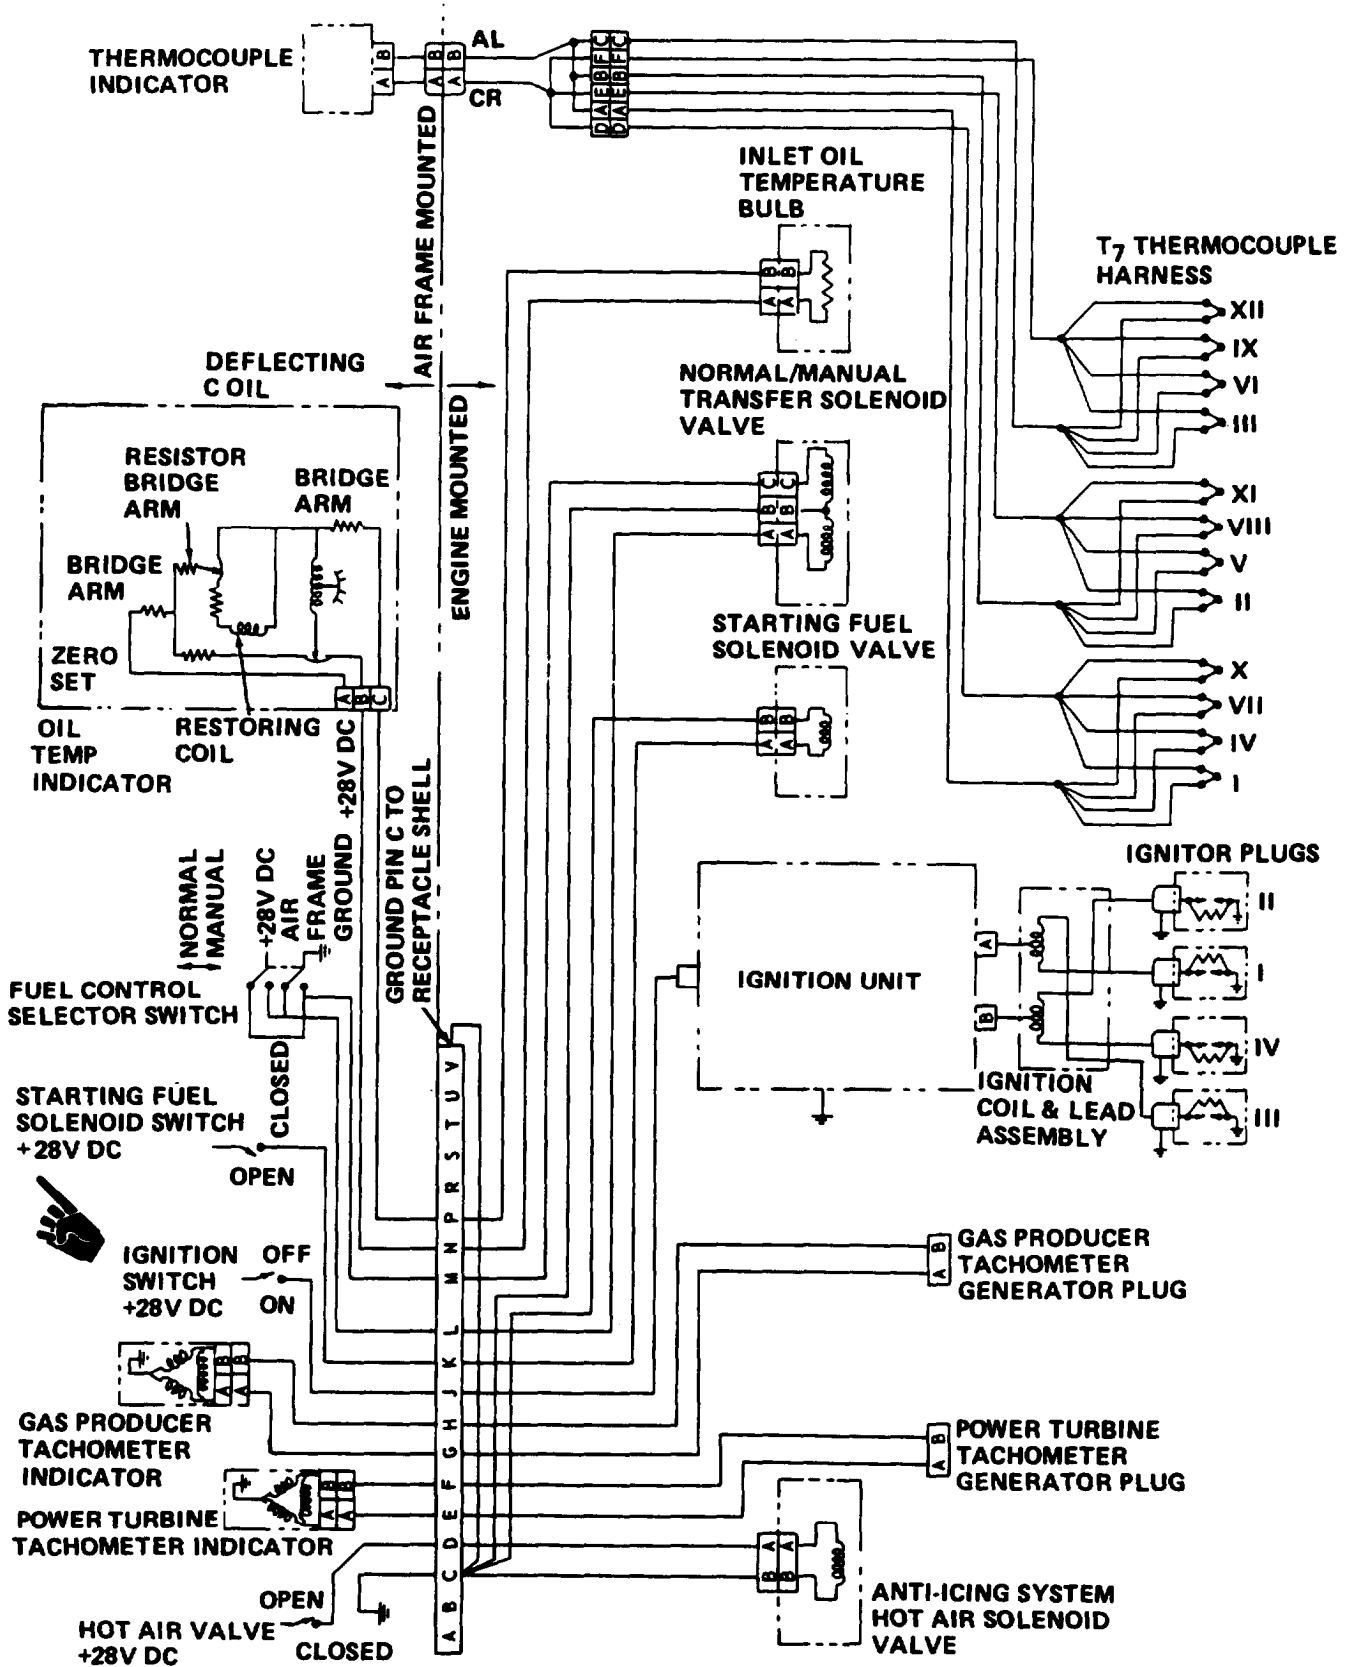 THERMOCOUPLE
INDICATOR
B
A
B B
A A
AL
CR
C C
F F
B B
E E
A A
D D
AIR FRAME MOUNTED
ENGINE MOUNTED
INLET OIL
TEMPERATURE
BULB
B B
A A
T7 THERMOCOUPLE
HARNESS
XII
IX
VI
III
XI
VIII
V
II
X
VII
IV
I
DEFLECTING
COIL
RESISTOR
BRIDGE
ARM
BRIDGE
ARM
BRIDGE
ARM
ZERO
SET
A B C
OIL
TEMP
INDICATOR
RESTORING
COIL
NORMAL/MANUAL
TRANSFER SOLENOID
VALVE
C C
B B
A A
STARTING FUEL
SOLENOID VALVE
B B
A A
GROUND +28V DC
GROUND PIN C TO
RECEPTACLE SHELL
NORMAL
MANUAL
+28V DC
AIR
FRAME
FUEL CONTROL
SELECTOR SWITCH
CLOSED
STARTING FUEL
SOLENOID SWITCH
+28V DC
OPEN
IGNITION
SWITCH
+28V DC
OFF
ON
IGNITION UNIT
A
B
IGNITION
COIL & LEAD
ASSEMBLY
IGNITOR PLUGS
II
I
IV
III
V
U
T
S
R
P
N
M
L
K
J
H
G
F
E
D
C
B
A
B B
A A
GAS PRODUCER
TACHOMETER
INDICATOR
B B
A A
POWER TURBINE
TACHOMETER INDICATOR
OPEN
HOT AIR VALVE
+28V DC
CLOSED
B
A
GAS PRODUCER
TACHOMETER
GENERATOR PLUG
B
A
POWER TURBINE
TACHOMETER
GENERATOR PLUG
A A
B B
ANTI-ICING SYSTEM
HOT AIR SOLENOID
VALVE